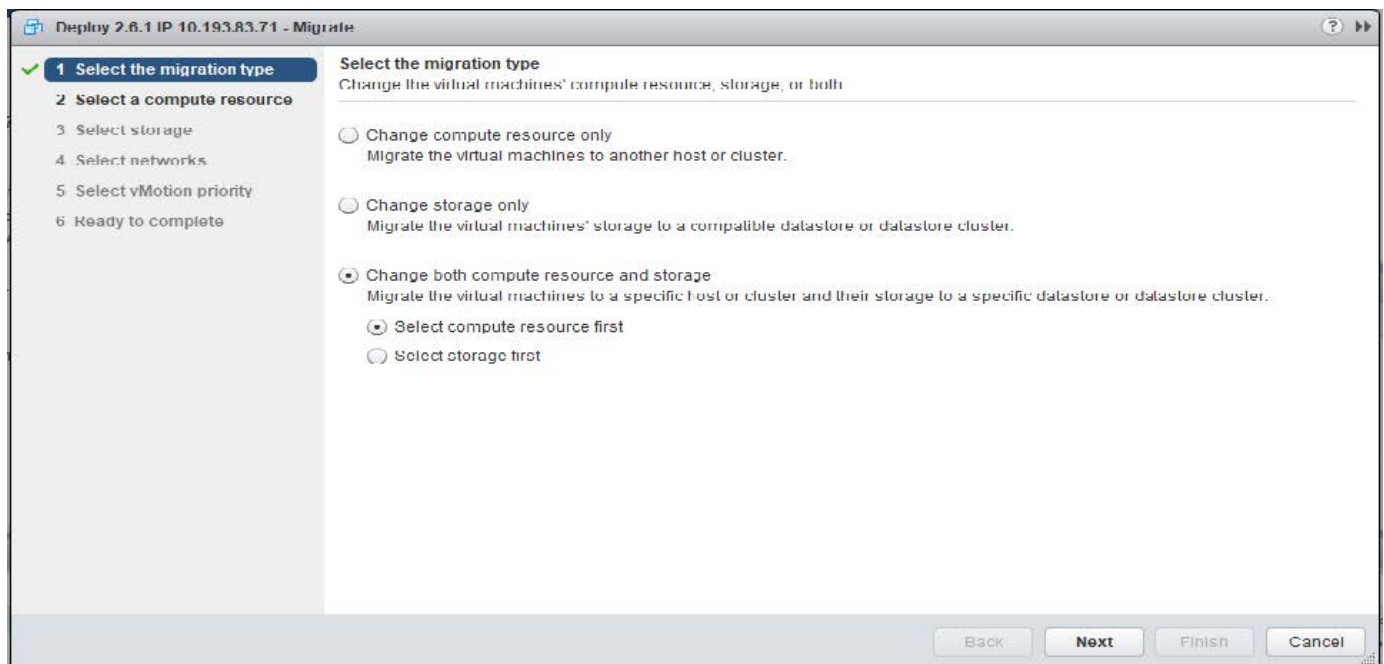 Deploy 2.6.1 IP 10.193.83.71 - Migrate
1 Select the migration type
2 Select a compute resource
3 Select storage
4 Select networks
5 Select vMotion priority
6 Ready to complete
Select the migration type
Change the virtual machines' compute resource, storage, or both
Change compute resource only
Migrate the virtual machines to another host or cluster.
Change storage only
Migrate the virtual machines' storage to a compatible datastore or datastore cluster.
Change both compute resource and storage
Migrate the virtual machines to a specific host or cluster and their storage to a specific datastore or datastore cluster.
Select compute resource first
Select storage first
Back Next Finish Cancel